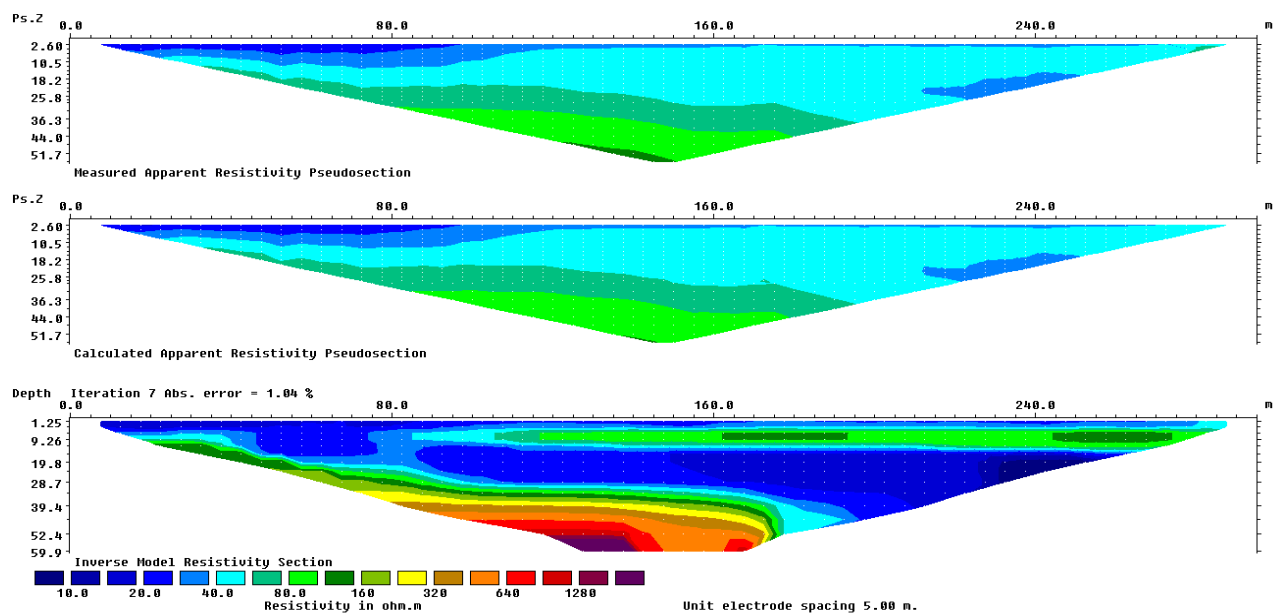 Ps.Z 0.0 80.0 160.0 240.0 m
2.60
10.5
18.2
25.8
36.3
44.0
51.7
Measured Apparent Resistivity Pseudosection
Ps.Z 0.0 80.0 160.0 240.0 m
2.60
10.5
18.2
25.8
36.3
44.0
51.7
Calculated Apparent Resistivity Pseudosection
Depth Iteration 7 Abs. error = 1.04 %
0.0 80.0 160.0 240.0 m
1.25
9.26
19.8
28.7
39.4
52.4
59.9
Inverse Model Resistivity Section
10.0 20.0 40.0 80.0 160 320 640 1280
Resistivity in ohm.m Unit electrode spacing 5.00 m.